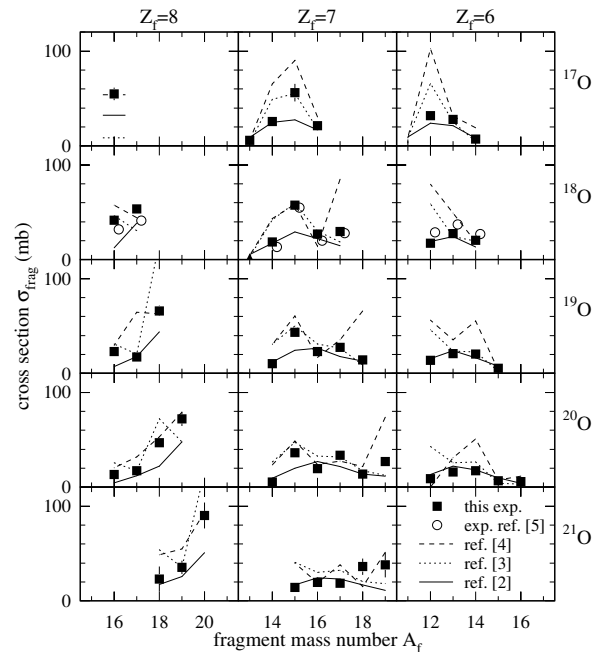 Z_f=8 Z_f=7 Z_f=6
100
0
¹⁷O
100
0
¹⁸O
100
0
¹⁹O
100
0
²⁰O
100
0
²¹O
cross section σ_frag (mb)
this exp.
exp. ref. [5]
ref. [4]
ref. [3]
ref. [2]
16 18 20 14 16 18 12 14 16
fragment mass number A_f